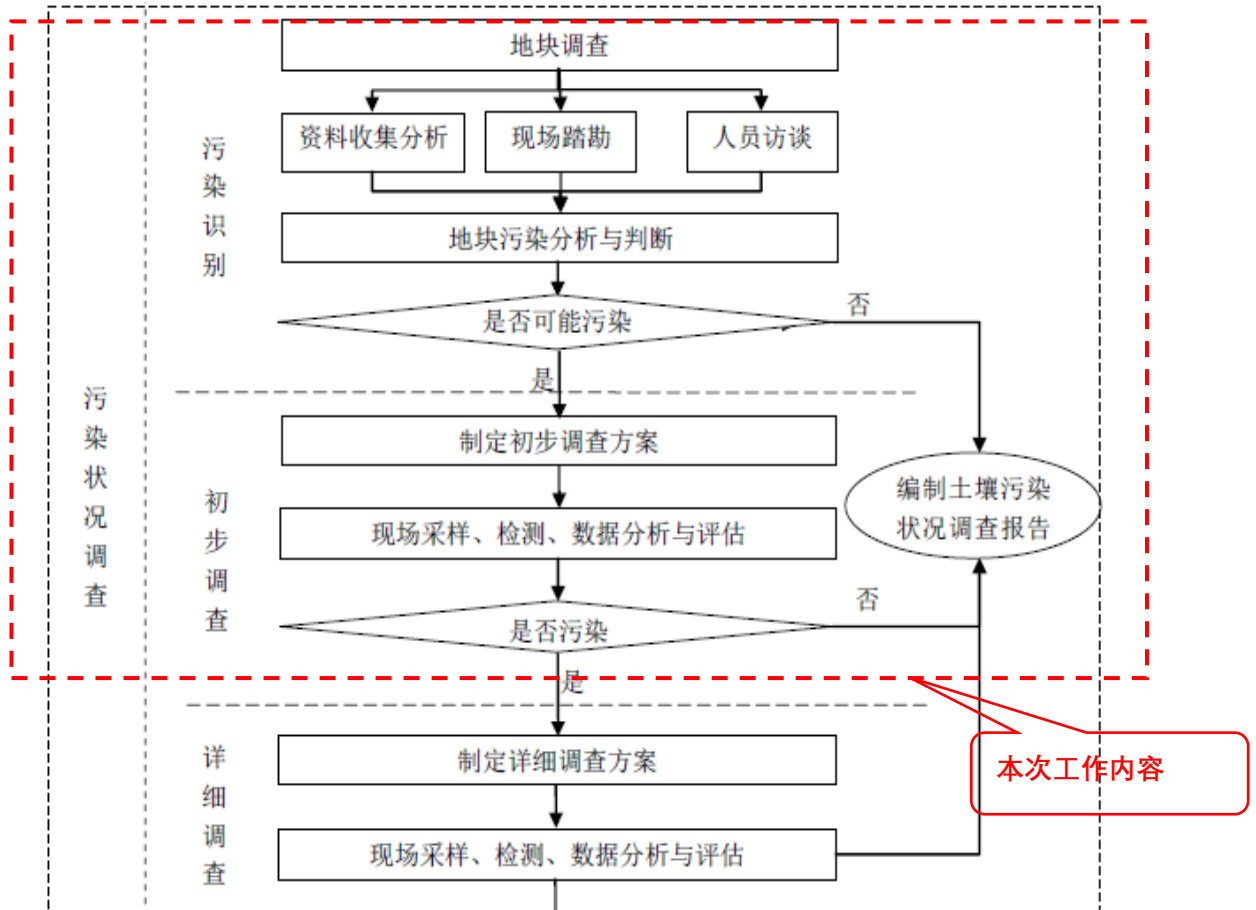 地块调查
资料收集分析
现场踏勘
人员访谈
污染识别
地块污染分析与判断
是否可能污染
否
是
污染状况调查
制定初步调查方案
初步调查
现场采样、检测、数据分析与评估
编制土壤污染
状况调查报告
是否污染
否
是
本次工作内容
详细调查
制定详细调查方案
现场采样、检测、数据分析与评估